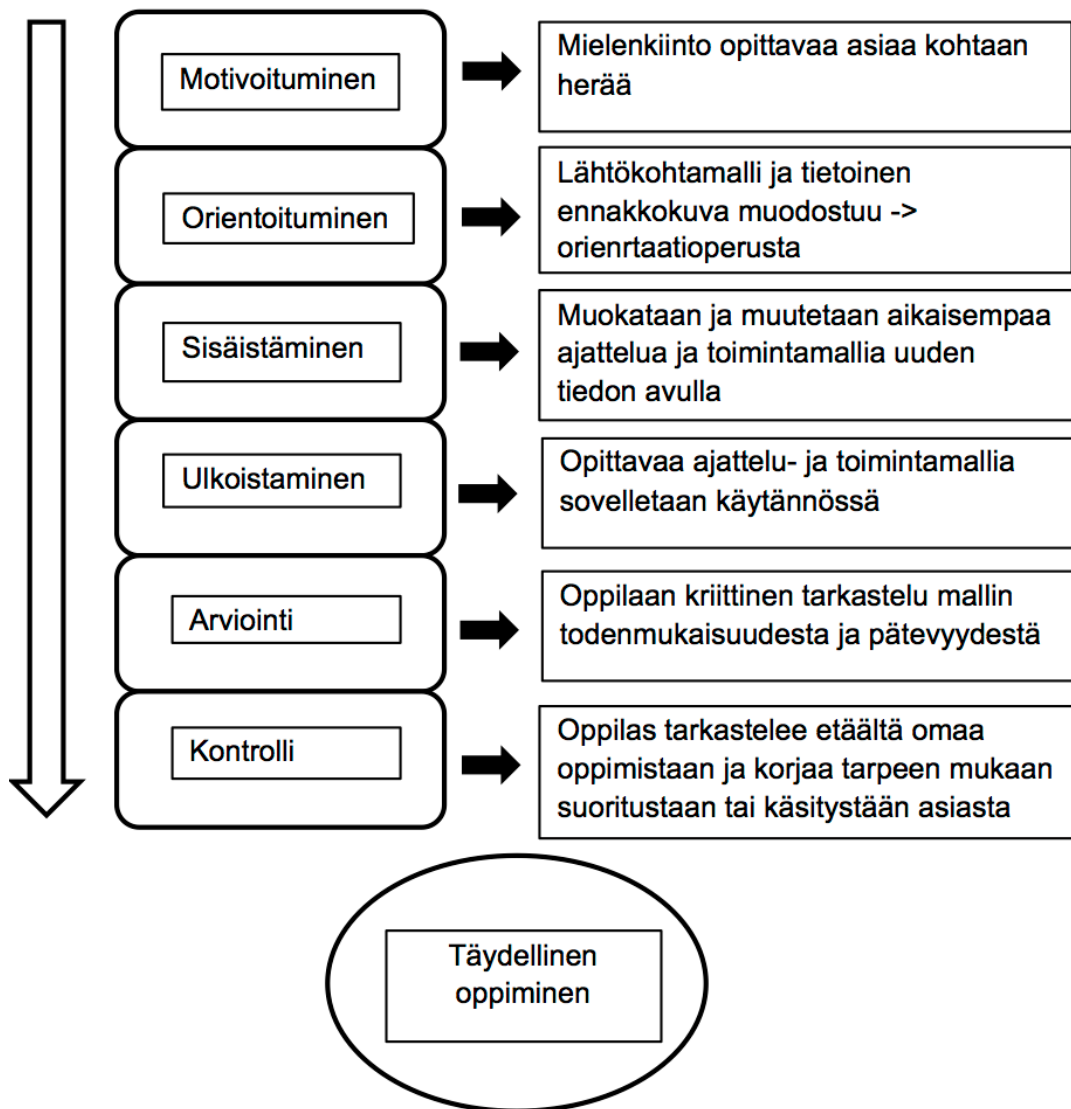 Motivoituminen
Mielenkiinto opittavaa asiaa kohtaan
herää
Orientoituminen
Lähtökohtamalli ja tietoinen
ennakkokuva muodostuu ->
orienrtaatioperusta
Sisäistäminen
Muokataan ja muutetaan aikaisempaa
ajattelua ja toimintamallia uuden
tiedon avulla
Ulkoistaminen
Opittavaa ajattelu- ja toimintamallia
sovelletaan käytännössä
Arviointi
Oppilaan kriittinen tarkastelu mallin
todenmukaisuudesta ja pätevyydestä
Kontrolli
Oppilas tarkastelee etäältä omaa
oppimistaan ja korjaa tarpeen mukaan
suoritustaan tai käsitystään asiasta
Täydellinen
oppiminen